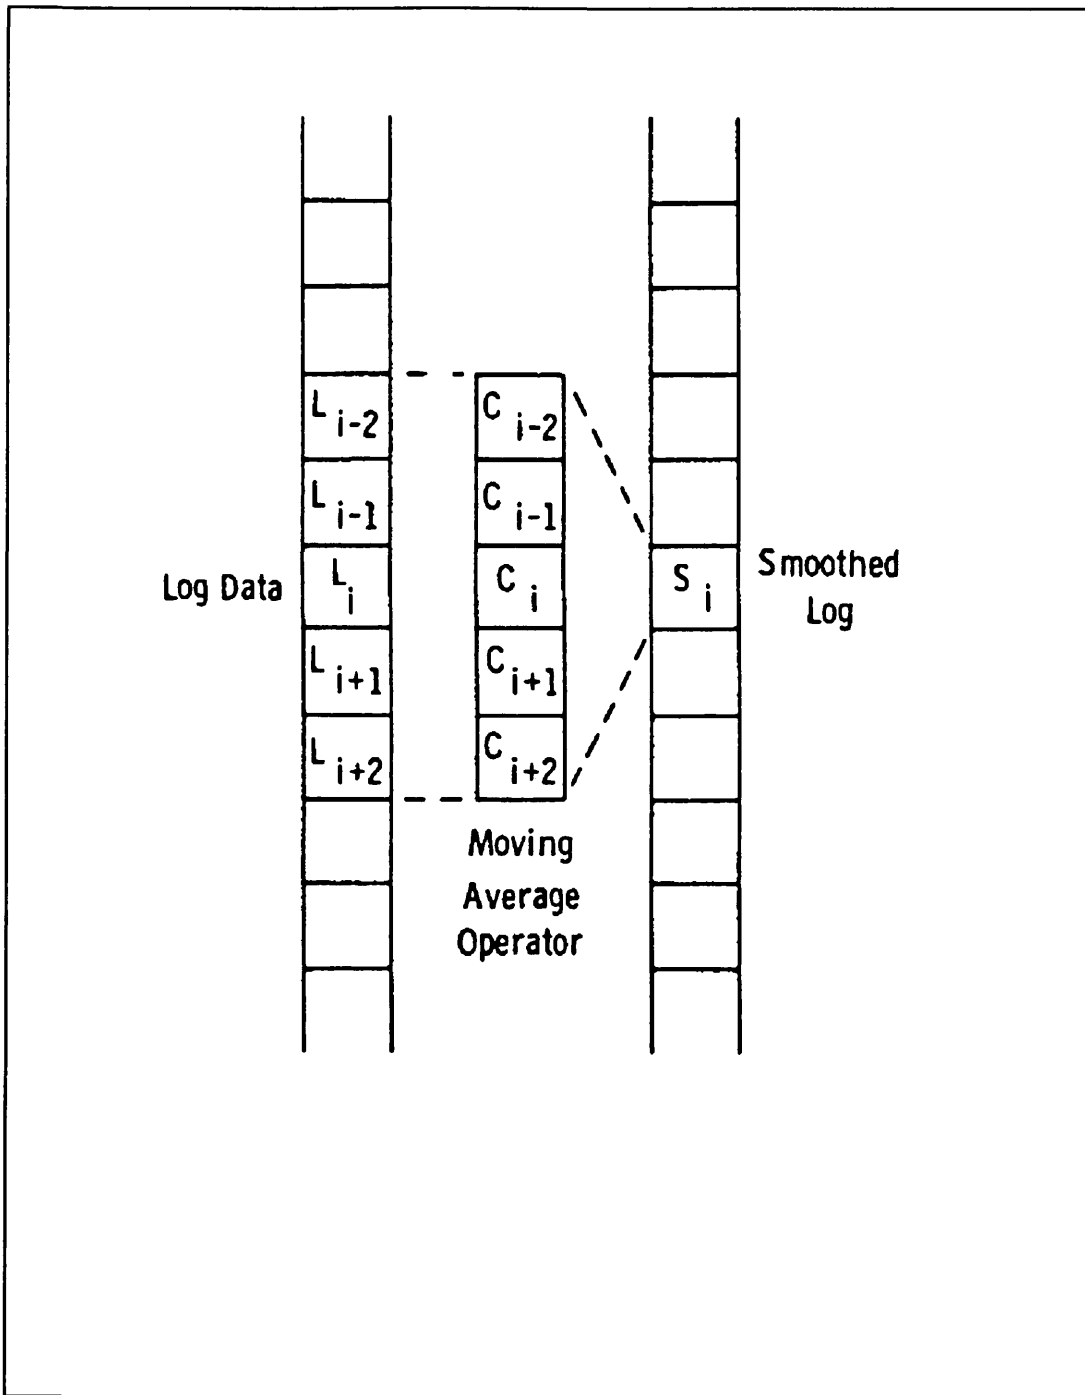 L i-2
C i-2
L i-1
C i-1
Log Data
L i
C i
S i
Smoothed
Log
L i+1
C i+1
L i+2
C i+2
Moving
Average
Operator